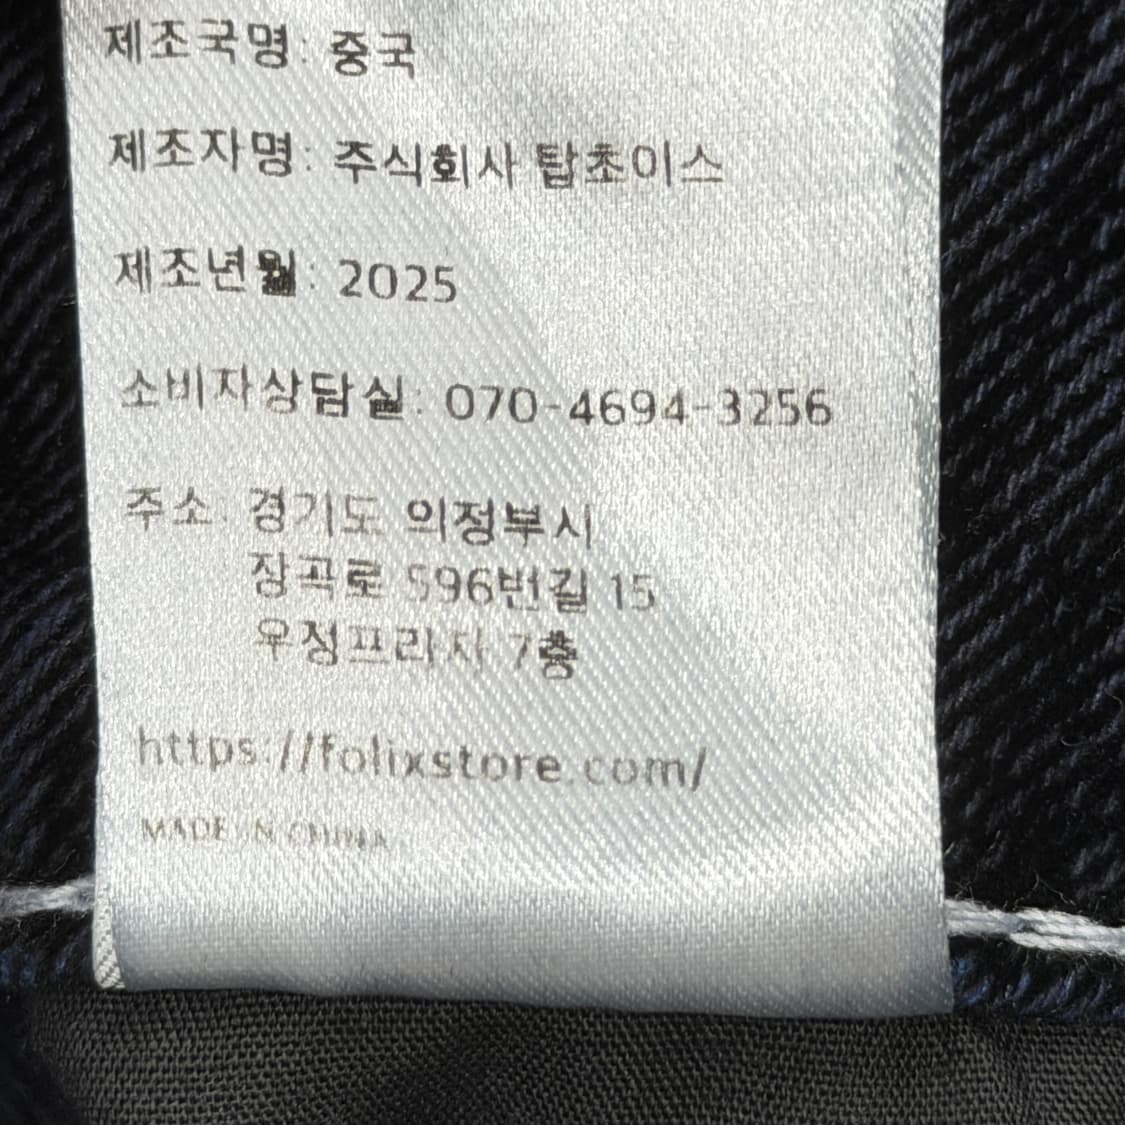 제조국명: 중국
제조자명: 주식회사 탑초이스
제조년월: 2025
소비자상담실: 070-4694-3256
주소: 경기도 의정부시
장곡로 596번길 15
우정프라자 7층
https://folixstore.com/
MADE IN CHINA